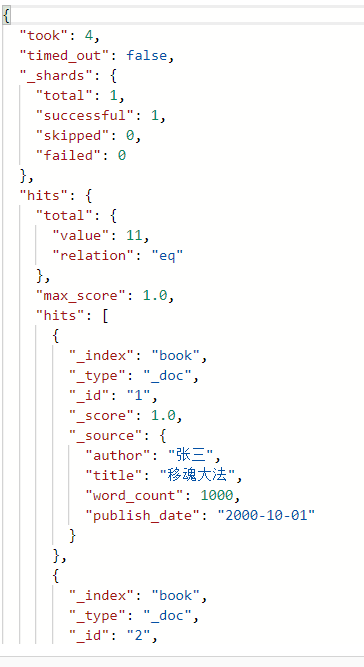 {
  "took": 4,
  "timed_out": false,
  "_shards": {
    "total": 1,
    "successful": 1,
    "skipped": 0,
    "failed": 0
  },
  "hits": {
    "total": {
      "value": 11,
      "relation": "eq"
    },
    "max_score": 1.0,
    "hits": [
      {
        "_index": "book",
        "_type": "_doc",
        "_id": "1",
        "_score": 1.0,
        "_source": {
          "author": "张三",
          "title": "移魂大法",
          "word_count": 1000,
          "publish_date": "2000-10-01"
        }
      },
      {
        "_index": "book",
        "_type": "_doc",
        "_id": "2",